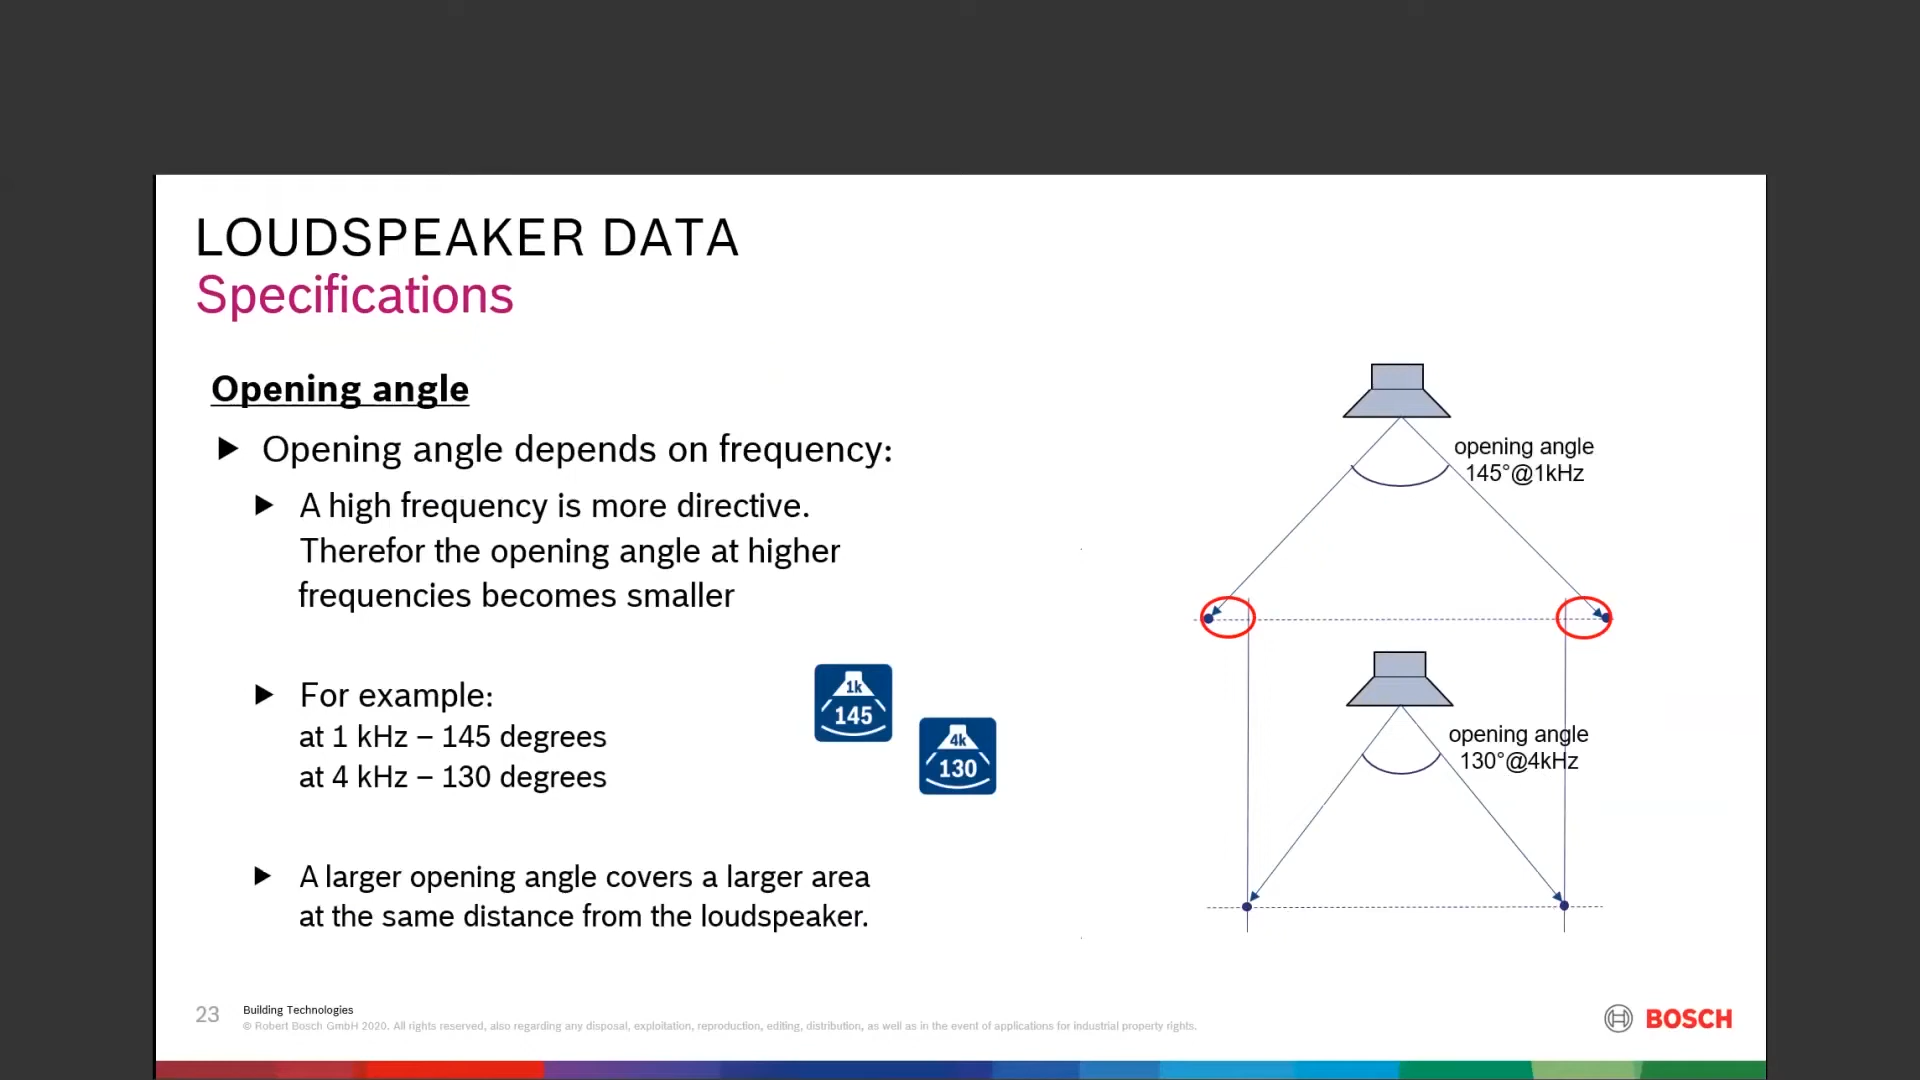 LOUDSPEAKER DATA
Specifications
Opening angle
Opening angle depends on frequency:
A high frequency is more directive.
Therefor the opening angle at higher
frequencies becomes smaller
For example:
at 1 kHz – 145 degrees
at 4 kHz – 130 degrees
1k
145
4k
130
A larger opening angle covers a larger area
at the same distance from the loudspeaker.
opening angle
145°@1kHz
opening angle
130°@4kHz
23
Building Technologies
© Robert Bosch GmbH 2020. All rights reserved, also regarding any disposal, exploitation, reproduction, editing, distribution, as well as in the event of applications for industrial property rights.
BOSCH